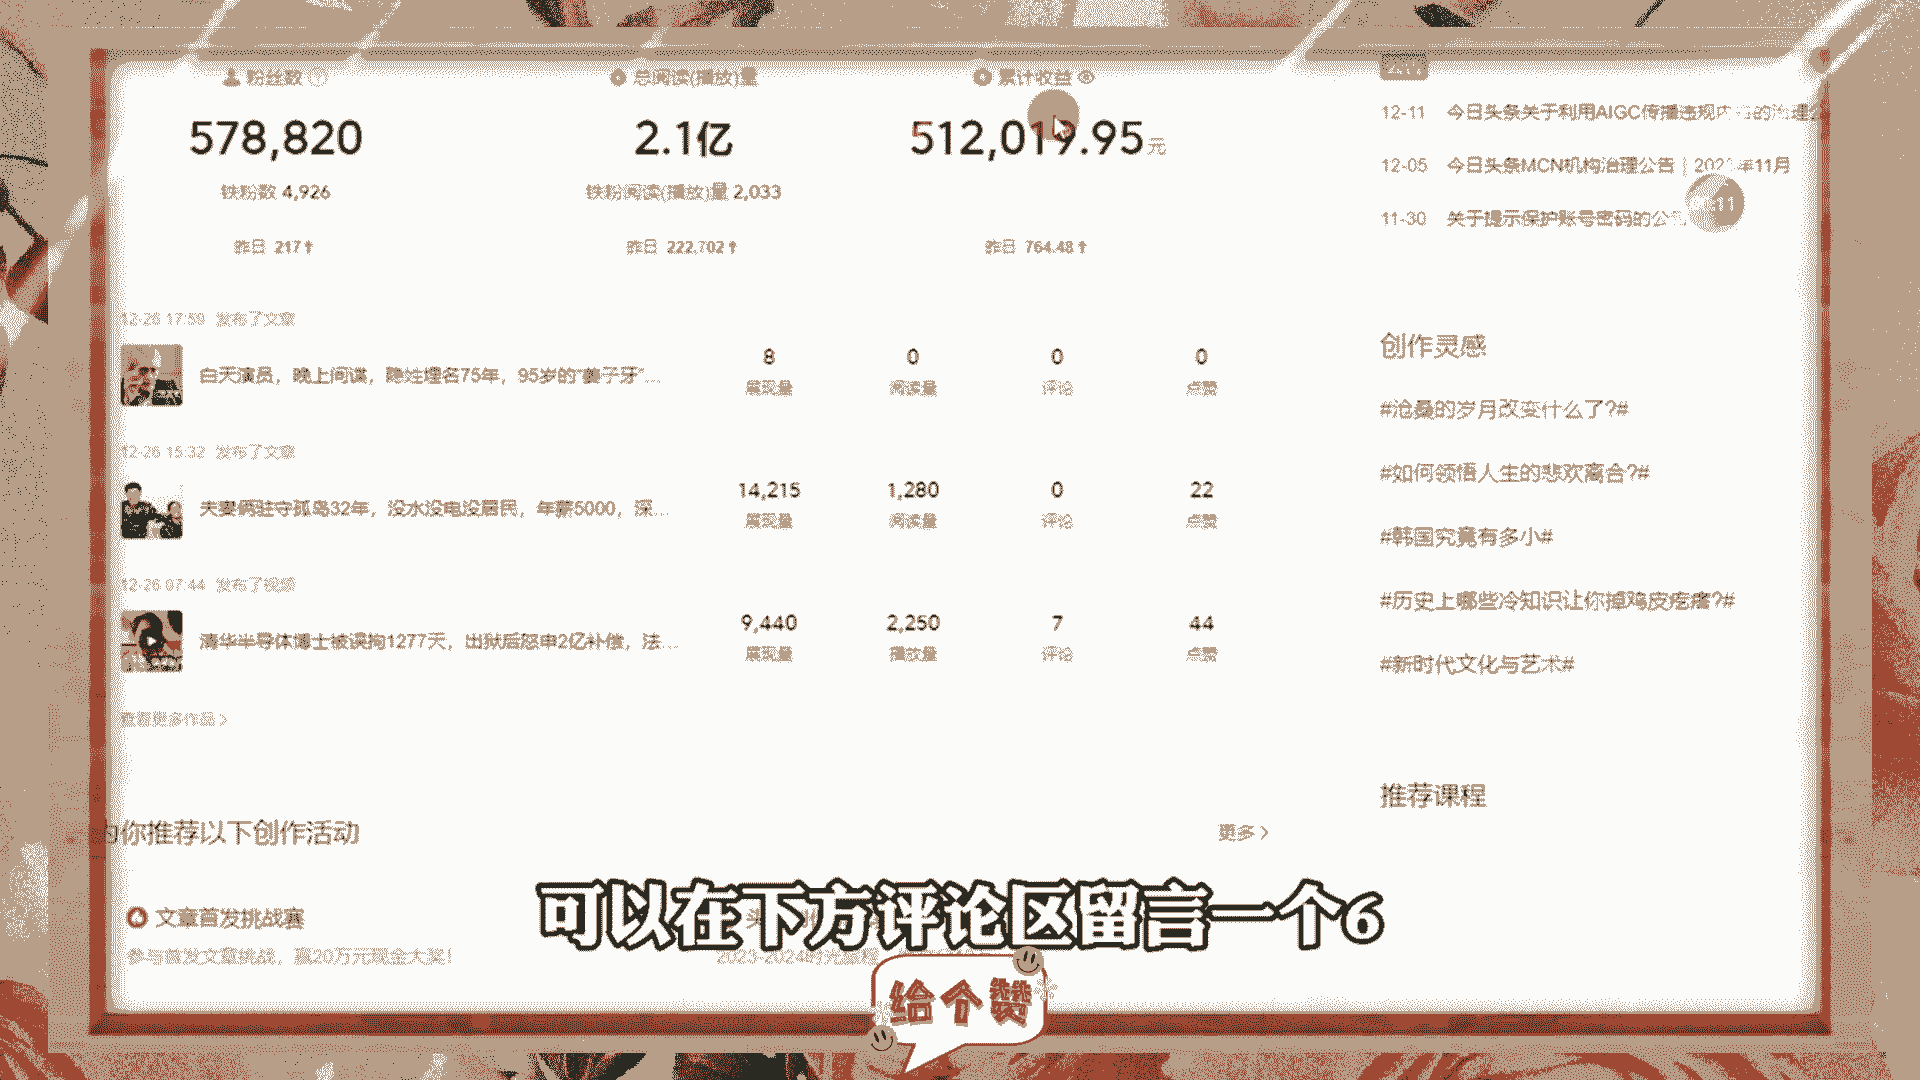 粉丝数
总阅读(播放)量
累计收益
578,820
2.1亿
512,019.95元
铁粉数 4,926
铁粉阅读(播放)量 2,033
昨日 217↑
昨日 222,702↑
昨日 764.48↑
12-26 17:59 发布了文章
白天演员，晚上间谍，隐姓埋名75年，95岁的“姜子牙”...
8
0
0
0
展现量
阅读量
评论
点赞
12-26 15:32 发布了文章
夫妻俩驻守孤岛32年，没水没电没居民，年薪5000，深...
14,215
1,280
0
22
展现量
阅读量
评论
点赞
12-26 07:44 发布了视频
清华半导体博士被误拘1277天，出狱后怒申2亿补偿，法...
9,440
2,250
7
44
展现量
播放量
评论
点赞
查看更多作品 >
为你推荐以下创作活动
更多 >
文章首发挑战赛
参与首发文章挑战，赢20万元现金大奖！
2023-2024时光
12-11 今日头条关于利用AIGC传播违规内 的治理公
12-05 今日头条MCN机构治理公告｜202 年11月
11-30 关于提示保护账号密码的公
:11
创作灵感
#沧桑的岁月改变什么了?#
#如何领悟人生的悲欢离合?#
#韩国究竟有多小#
#历史上哪些冷知识让你掉鸡皮疙瘩?#
#新时代文化与艺术#
推荐课程
可以在下方评论区留言一个6
给个赞